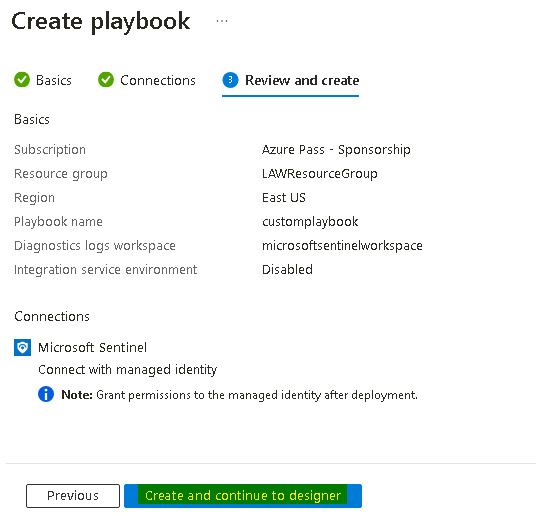 Create playbook ...
Basics Connections 3 Review and create
Basics
Subscription Azure Pass - Sponsorship
Resource group LAWResourceGroup
Region East US
Playbook name customplaybook
Diagnostics logs workspace microsoftsentinelworkspace
Integration service environment Disabled
Connections
Microsoft Sentinel
Connect with managed identity
Note: Grant permissions to the managed identity after deployment.
Previous Create and continue to designer